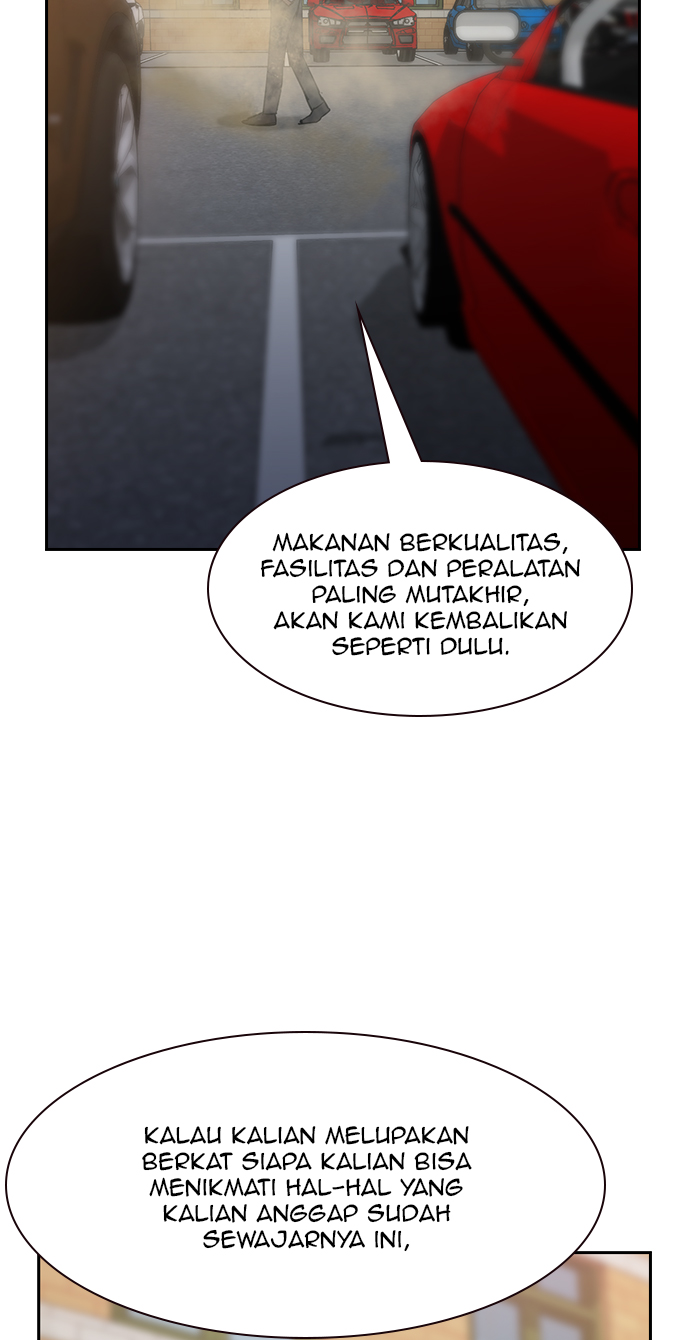 MAKANAN BERKUALITAS,
FASILITAS DAN PERALATAN
PALING MUTAKHIR,
AKAN KAMI KEMBALIKAN
SEPERTI DULU.
KALAU KALIAN MELUPAKAN
BERKAT SIAPA KALIAN BISA
MENIKMATI HAL-HAL YANG
KALIAN ANGGAP SUDAH
SEWAJARNYA INI,